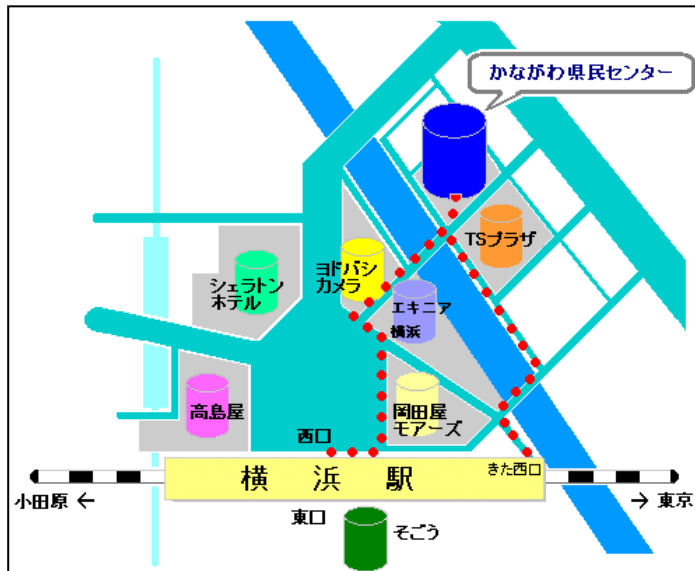 かながわ県民センター
TSプラザ
ヨドバシ
カメラ
シェラトン
ホテル
エキニア
横浜
高島屋
岡田屋
モアーズ
西口
きた西口
横浜駅
小田原 ←
→ 東京
東口
そごう